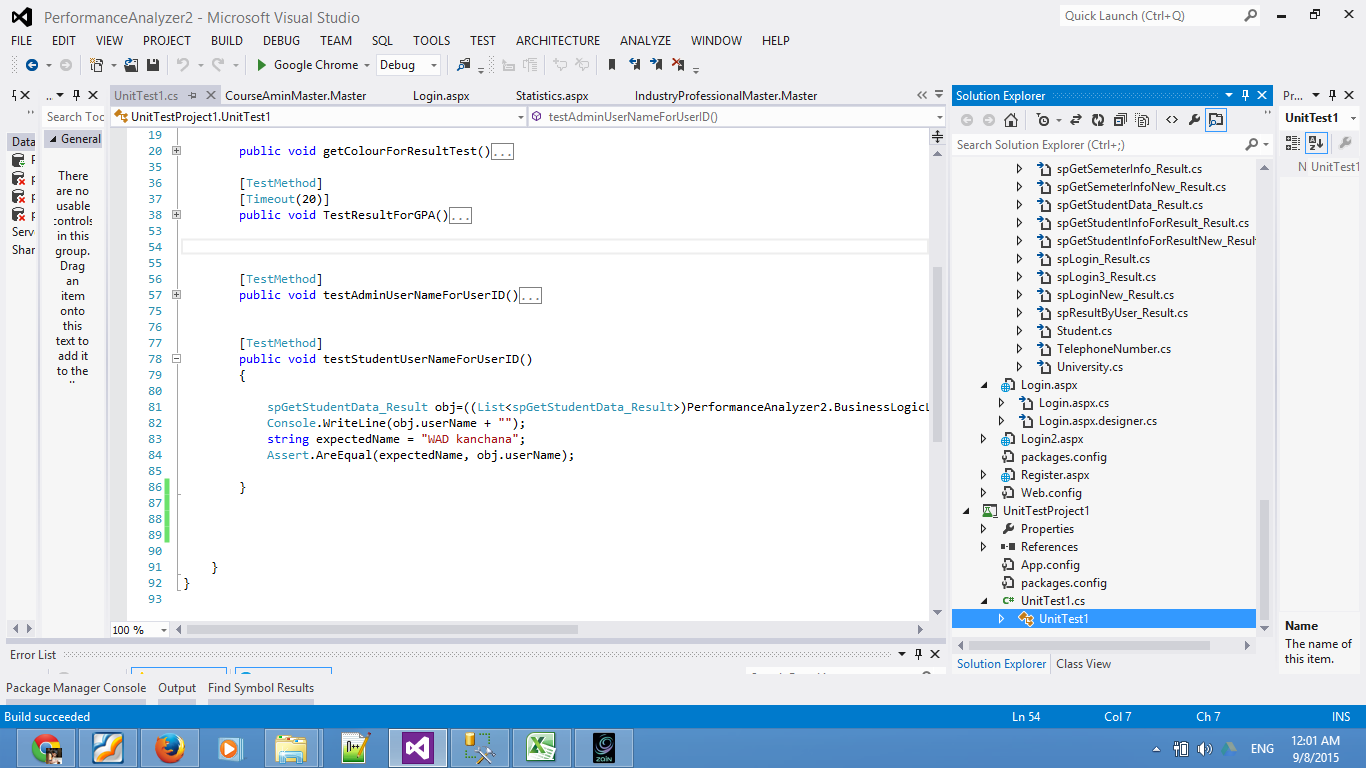 PerformanceAnalyzer2 - Microsoft Visual Studio
Quick Launch (Ctrl+Q)
FILE EDIT VIEW PROJECT BUILD DEBUG TEAM SQL TOOLS TEST ARCHITECTURE ANALYZE WINDOW HELP
Google Chrome Debug
UnitTest1.cs CourseAminMaster.Master Login.aspx Statistics.aspx IndustryProfessionalMaster.Master
Search Toc
UnitTestProject1.UnitTest1 testAdminUserNameForUserID()
Data
General
There
are no
usable
controls
in this
group.
Drag
an
item
onto
this
text to
add it
to the
Serv
Shar
19
20 public void getColourForResultTest()...
35
36 [TestMethod]
37 [Timeout(20)]
38 public void TestResultForGPA()...
53
54
55
56 [TestMethod]
57 public void testAdminUserNameForUserID()...
75
76
77 [TestMethod]
78 public void testStudentUserNameForUserID()
79 {
80
81 spGetStudentData_Result obj=((List<spGetStudentData_Result>)PerformanceAnalyzer2.BusinessLogicL
82 Console.WriteLine(obj.userName + "");
83 string expectedName = "WAD kanchana";
84 Assert.AreEqual(expectedName, obj.userName);
85
86 }
87
88
89
90
91 }
92 }
93
100 %
Solution Explorer
Search Solution Explorer (Ctrl+;)
spGetSemeterInfo_Result.cs
spGetSemeterInfoNew_Result.cs
spGetStudentData_Result.cs
spGetStudentInfoForResult_Result.cs
spGetStudentInfoForResultNew_Resul
spLogin_Result.cs
spLogin3_Result.cs
spLoginNew_Result.cs
spResultByUser_Result.cs
Student.cs
TelephoneNumber.cs
University.cs
Login.aspx
Login.aspx.cs
Login.aspx.designer.cs
Login2.aspx
packages.config
Register.aspx
Web.config
UnitTestProject1
Properties
References
App.config
packages.config
C# UnitTest1.cs
UnitTest1
Solution Explorer Class View
Pr...
UnitTest1
N UnitTest1
Name
The name of
this item.
Error List
Package Manager Console Output Find Symbol Results
Build succeeded Ln 54 Col 7 Ch 7 INS
zain
ENG
12:01 AM
9/8/2015